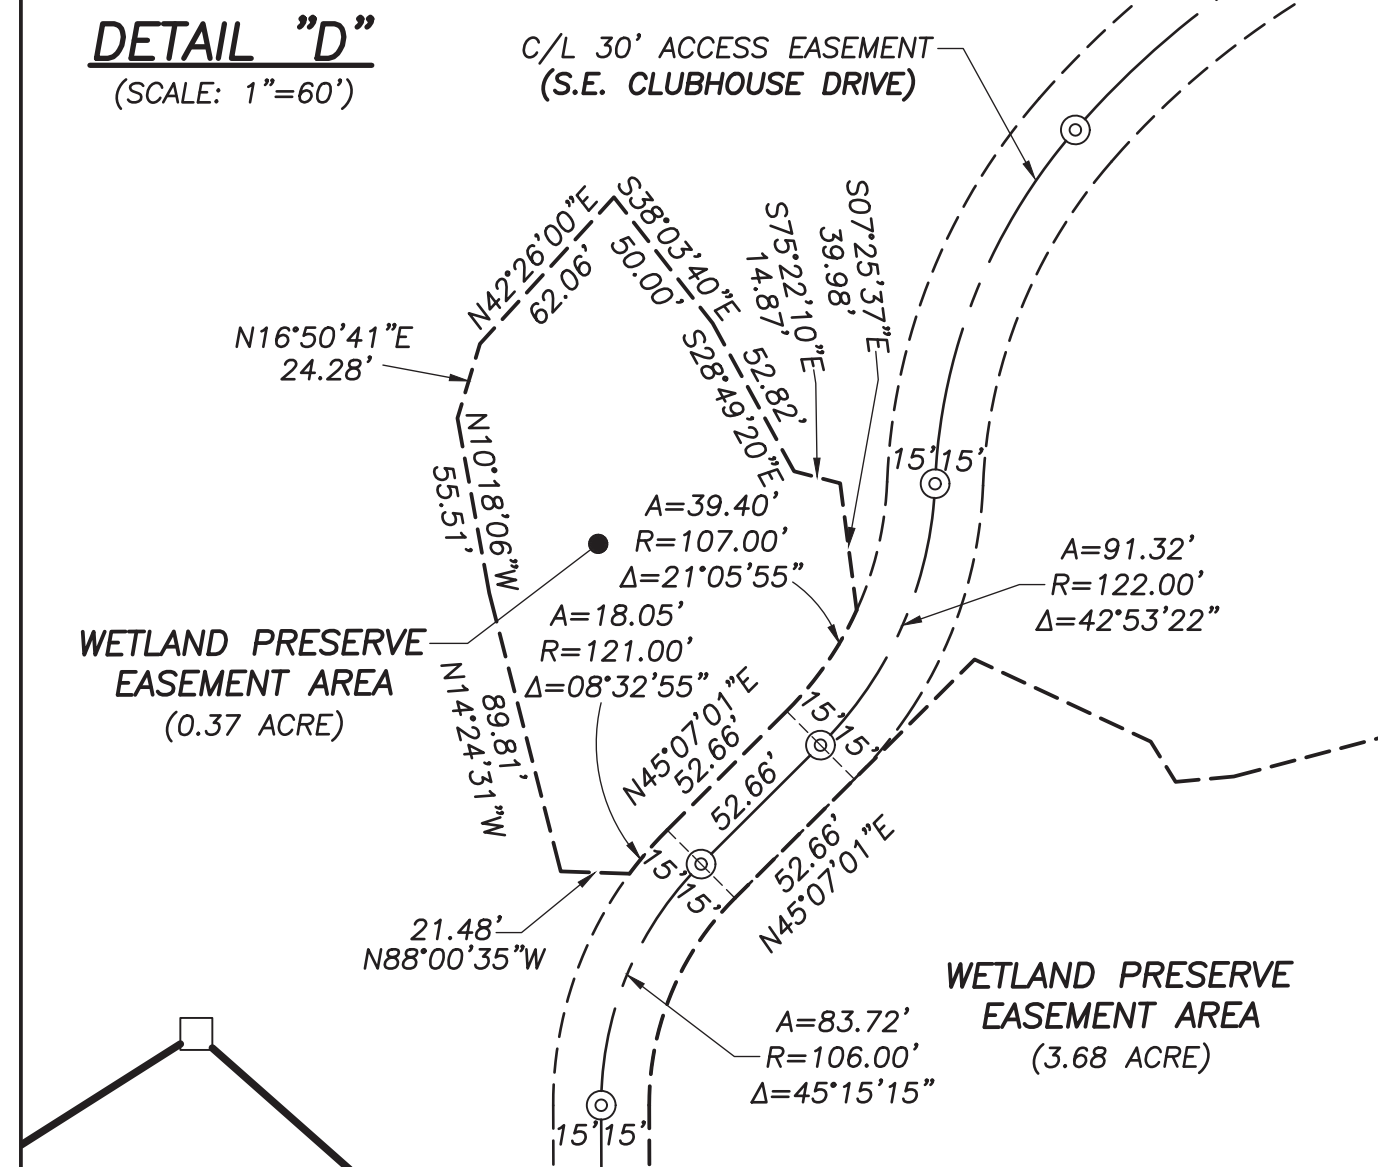 DETAIL "D"
(SCALE: 1"=60')
C/L 30' ACCESS EASEMENT
(S.E. CLUBHOUSE DRIVE)
N42°26'00"E
62.06'
S38°03'40"E
50.00'
S75°22'10"E
14.87'
S07°25'37"E
39.98'
N16°50'41"E
24.28'
52.82'
S28°49'20"E
N10°18'06"W
55.51'
15' 15'
A=39.40'
R=107.00'
Δ=21°05'55"
A=91.32'
R=122.00'
Δ=42°53'22"
A=18.05'
R=121.00'
Δ=08°32'55"
WETLAND PRESERVE
EASEMENT AREA
(0.37 ACRE)
89.81'
N14°24'31"W
N45°07'01"E
52.66'
15' 15'
52.66'
52.66'
N45°07'01"E
15' 15'
21.48'
N88°00'35"W
WETLAND PRESERVE
EASEMENT AREA
(3.68 ACRE)
A=83.72'
R=106.00'
Δ=45°15'15"
15' 15'